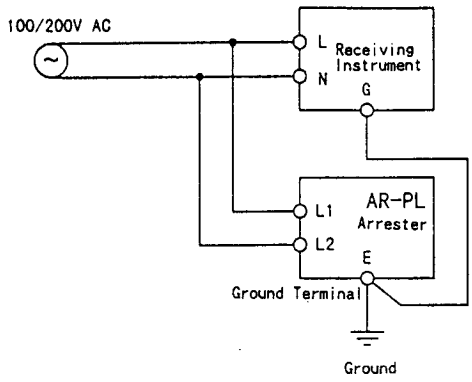 100/200V AC
~
L
Receiving
Instrument
N
G
AR-PL
Arrester
L1
L2
E
Ground Terminal
Ground